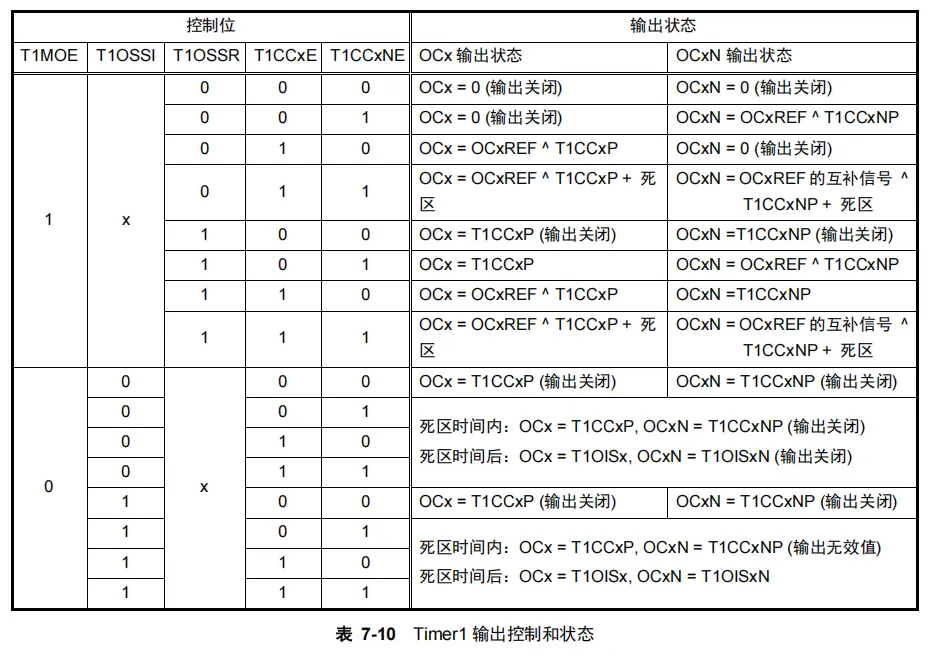 控制位 输出状态
T1MOE T1OSSI T1OSSR T1CCxE T1CCxNE OCx 输出状态 OCxN 输出状态
0 0 0 OCx = 0 (输出关闭) OCxN = 0 (输出关闭)
0 0 1 OCx = 0 (输出关闭) OCxN = OCxREF ^ T1CCxNP
0 1 0 OCx = OCxREF ^ T1CCxP OCxN = 0 (输出关闭)
0 1 1 OCx = OCxREF ^ T1CCxP + 死 OCxN = OCxREF 的互补信号 ^
区 T1CCxNP + 死区
1 x
1 0 0 OCx = T1CCxP (输出关闭) OCxN =T1CCxNP (输出关闭)
1 0 1 OCx = T1CCxP OCxN = OCxREF ^ T1CCxNP
1 1 0 OCx = OCxREF ^ T1CCxP OCxN =T1CCxNP
1 1 1 OCx = OCxREF ^ T1CCxP + 死 OCxN = OCxREF 的互补信号 ^
区 T1CCxNP + 死区
0 0 0 OCx = T1CCxP (输出关闭) OCxN = T1CCxNP (输出关闭)
0 0 1
死区时间内：OCx = T1CCxP, OCxN = T1CCxNP (输出关闭)
0 1 0
死区时间后：OCx = T1OISx, OCxN = T1OISxN (输出关闭)
0 1 1
0 x
1 0 0 OCx = T1CCxP (输出关闭) OCxN = T1CCxNP (输出关闭)
1 0 1
死区时间内：OCx = T1CCxP, OCxN = T1CCxNP (输出无效值)
1 1 0
死区时间后：OCx = T1OISx, OCxN = T1OISxN
1 1 1
表 7-10 Timer1 输出控制和状态